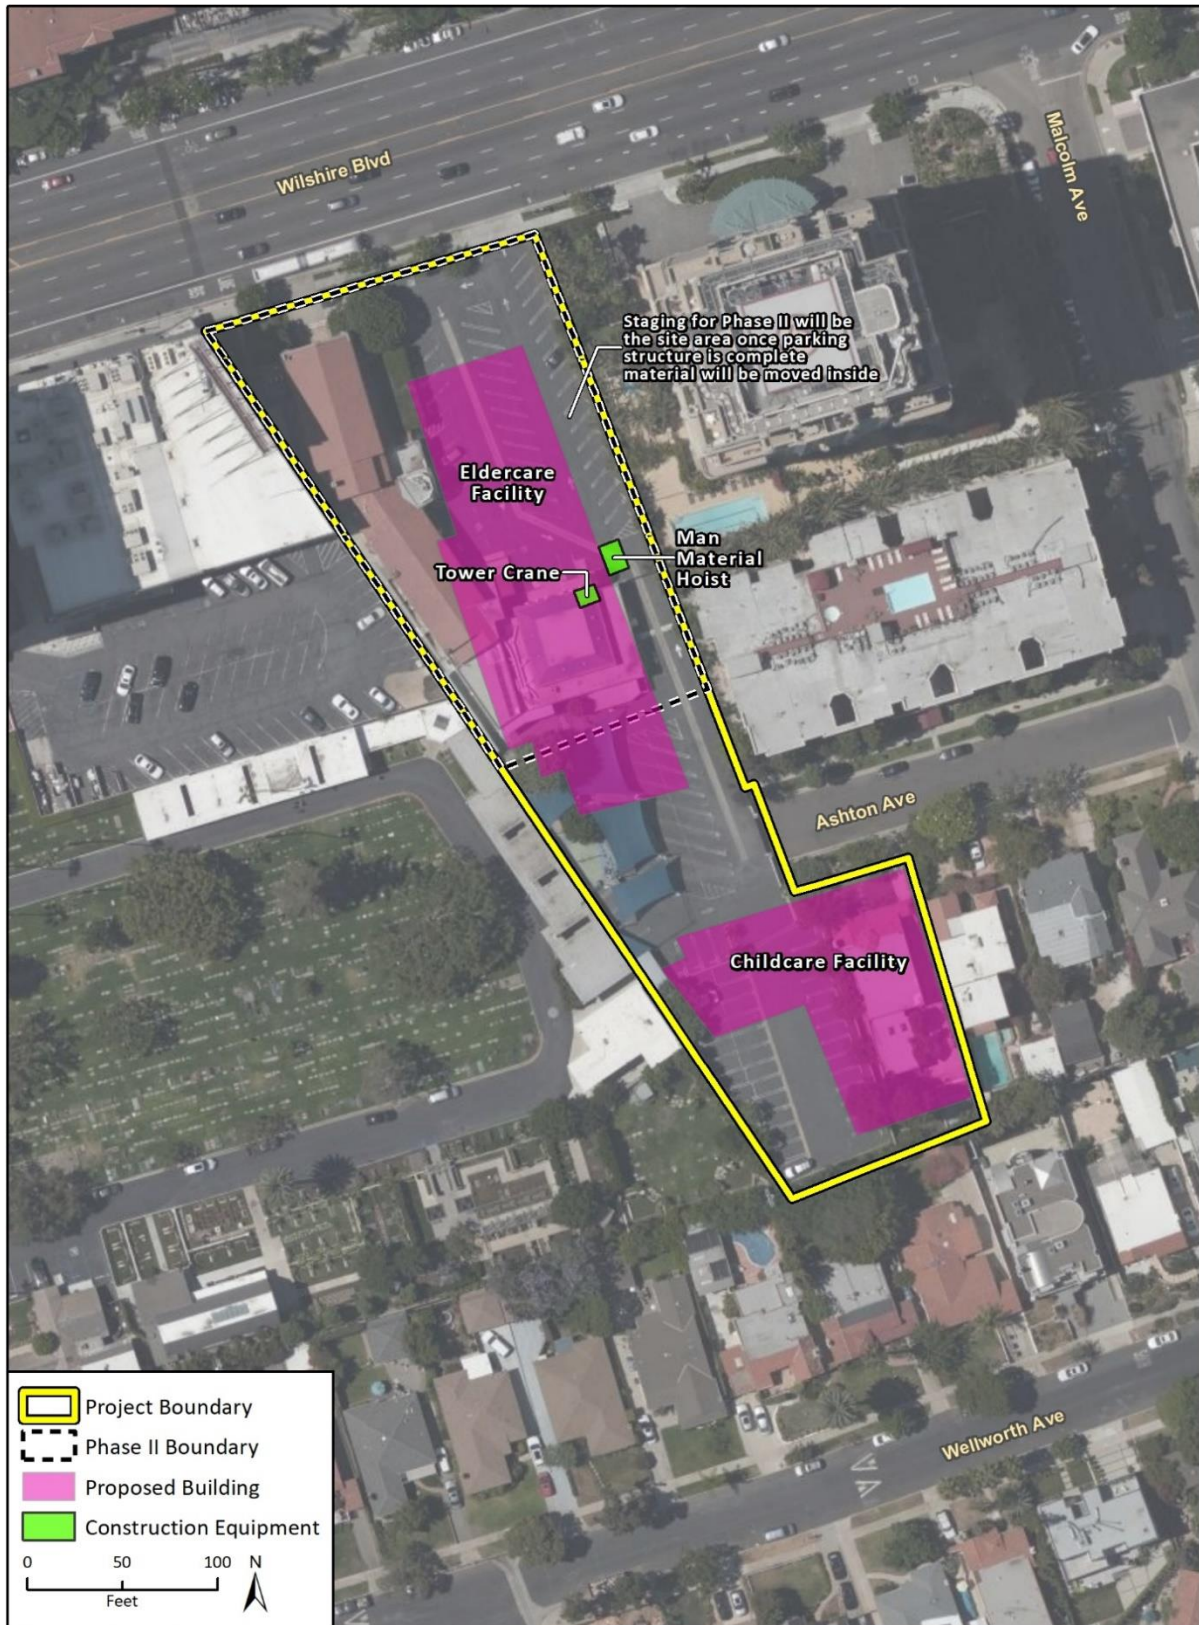 Wilshire Blvd
Malcolm Ave
Staging for Phase II will be
the site area once parking
structure is complete
material will be moved inside
Eldercare
Facility
Man
Material
Hoist
Tower Crane
Ashton Ave
Childcare Facility
Wellworth Ave
Project Boundary
Phase II Boundary
Proposed Building
Construction Equipment
0 50 100 N
Feet